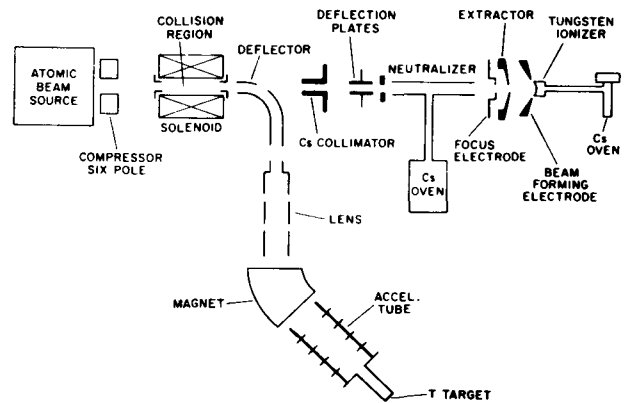 COLLISION
REGION
DEFLECTOR
DEFLECTION
PLATES
NEUTRALIZER
EXTRACTOR
TUNGSTEN
IONIZER
ATOMIC
BEAM
SOURCE
SOLENOID
COMPRESSOR
SIX POLE
Cs COLLIMATOR
Cs
OVEN
FOCUS
ELECTRODE
BEAM
FORMING
ELECTRODE
Cs
OVEN
LENS
MAGNET
ACCEL.
TUBE
T TARGET